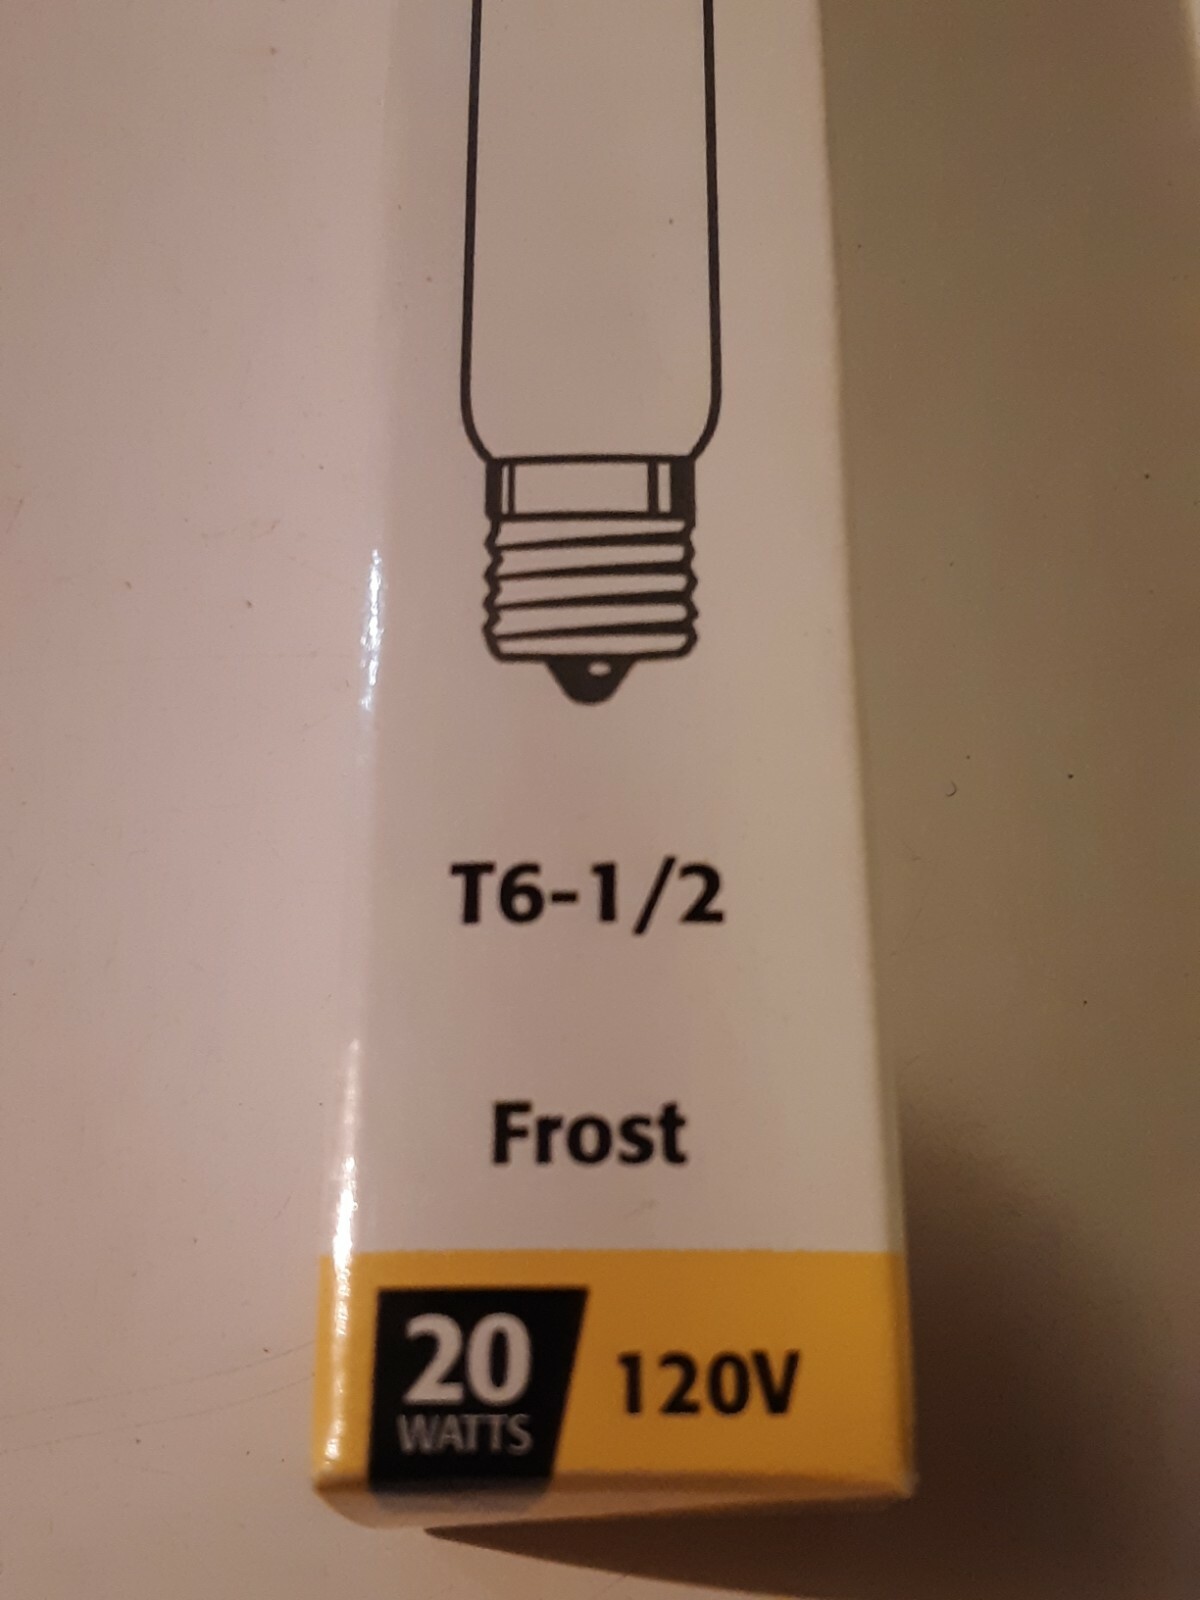 T6-1/2
Frost
20
WATTS
120V